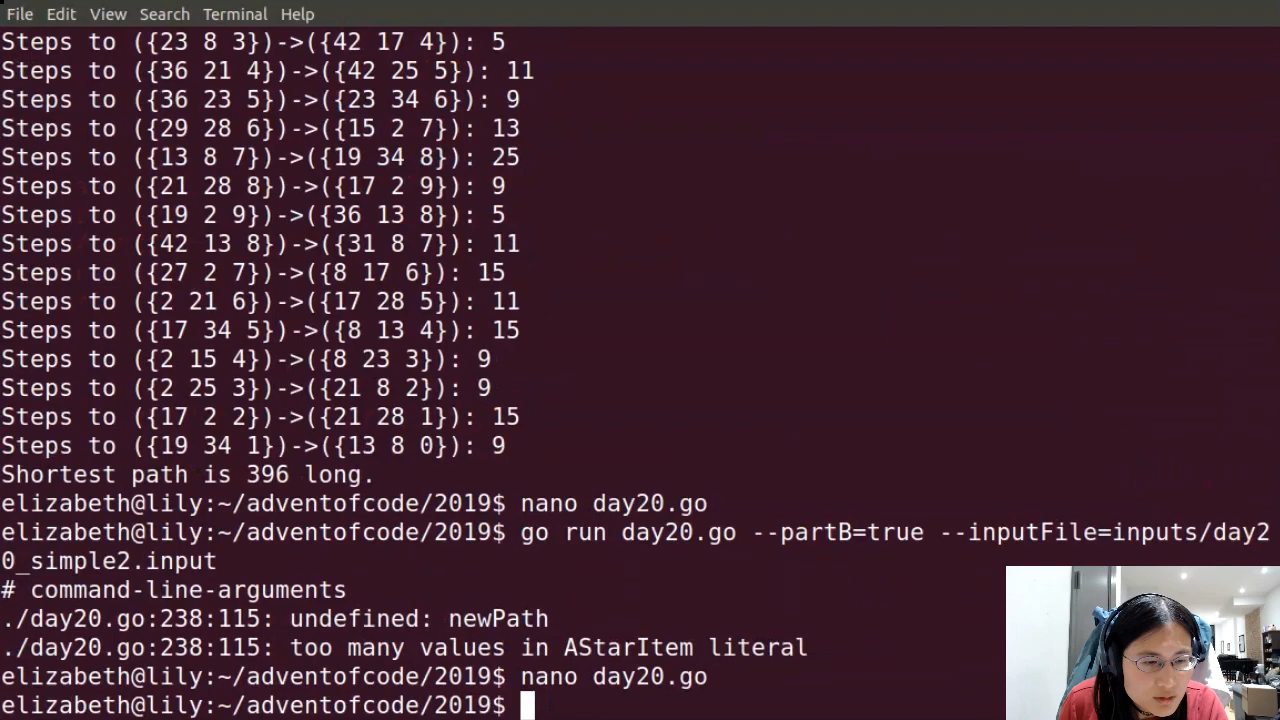 File Edit View Search Terminal Help
Steps to ({23 8 3})->({42 17 4}): 5
Steps to ({36 21 4})->({42 25 5}): 11
Steps to ({36 23 5})->({23 34 6}): 9
Steps to ({29 28 6})->({15 2 7}): 13
Steps to ({13 8 7})->({19 34 8}): 25
Steps to ({21 28 8})->({17 2 9}): 9
Steps to ({19 2 9})->({36 13 8}): 5
Steps to ({42 13 8})->({31 8 7}): 11
Steps to ({27 2 7})->({8 17 6}): 15
Steps to ({2 21 6})->({17 28 5}): 11
Steps to ({17 34 5})->({8 13 4}): 15
Steps to ({2 15 4})->({8 23 3}): 9
Steps to ({2 25 3})->({21 8 2}): 9
Steps to ({17 2 2})->({21 28 1}): 15
Steps to ({19 34 1})->({13 8 0}): 9
Shortest path is 396 long.
elizabeth@lily:~/adventofcode/2019$ nano day20.go
elizabeth@lily:~/adventofcode/2019$ go run day20.go --partB=true --inputFile=inputs/day2
0_simple2.input
# command-line-arguments
./day20.go:238:115: undefined: newPath
./day20.go:238:115: too many values in AStarItem literal
elizabeth@lily:~/adventofcode/2019$ nano day20.go
elizabeth@lily:~/adventofcode/2019$